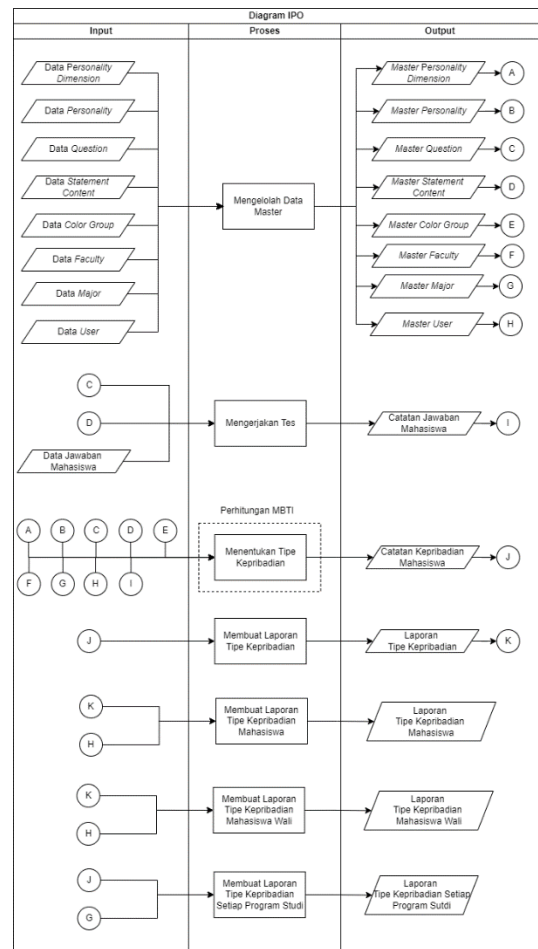 Diagram IPO
Input
Proses
Output
Data Personality
Dimension
Data Personality
Data Question
Data Statement
Content
Data Color Group
Data Faculty
Data Major
Data User
Mengelolah Data
Master
Master Personality
Dimension
A
Master Personality
B
Master Question
C
Master Statement
Content
D
Master Color Group
E
Master Faculty
F
Master Major
G
Master User
H
C
D
Data Jawaban
Mahasiswa
Mengerjakan Tes
Catatan Jawaban
Mahasiswa
I
A
B
C
D
E
F
G
H
I
Perhitungan MBTI
Menentukan Tipe
Kepribadian
Catatan Kepribadian
Mahasiswa
J
J
Membuat Laporan
Tipe Kepribadian
Laporan
Tipe Kepribadian
K
K
H
Membuat Laporan
Tipe Kepribadian
Mahasiswa
Laporan
Tipe Kepribadian
Mahasiswa
K
H
Membuat Laporan
Tipe Kepribadian
Mahasiswa Wali
Laporan
Tipe Kepribadian
Mahasiswa Wali
J
G
Membuat Laporan
Tipe Kepribadian
Setiap Program Studi
Laporan
Tipe Kepribadian Setiap
Program Sutdi